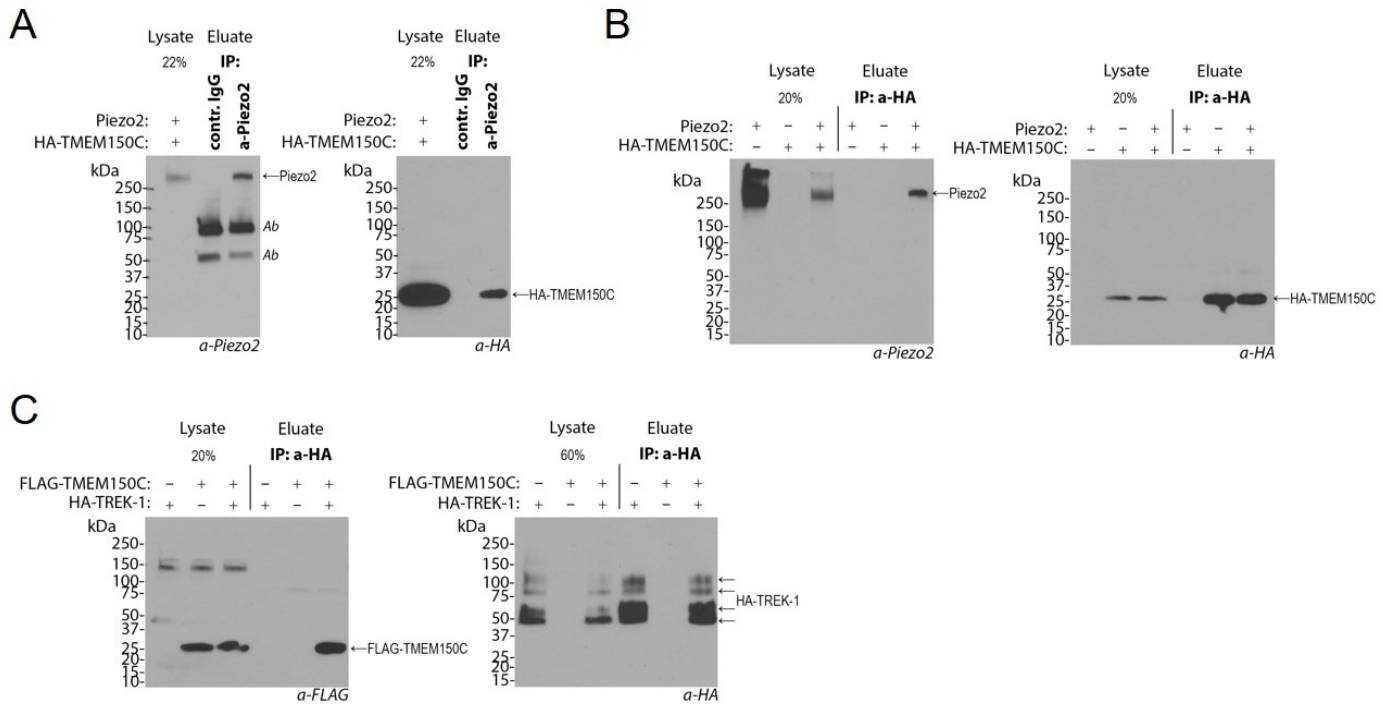 A
Lysate Eluate
22% IP:
contr. IgG
a-Piezo2
Piezo2: +
HA-TMEM150C: +
kDa
250-
150-
100-
75-
50-
37-
25-
20-
15-
10-
←Piezo2
Ab
Ab
a-Piezo2
Lysate Eluate
22% IP:
contr. IgG
a-Piezo2
Piezo2: +
HA-TMEM150C: +
kDa
250-
150-
100-
75-
50-
37-
25-
20-
15-
10-
←HA-TMEM150C
a-HA
B
Lysate Eluate
20% IP: a-HA
Piezo2: + – + + – +
HA-TMEM150C: – + + – + +
kDa
250-
150-
100-
75-
50-
37-
25-
20-
15-
10-
←Piezo2
a-Piezo2
Lysate Eluate
20% IP: a-HA
Piezo2: + – + + – +
HA-TMEM150C: – + + – + +
kDa
250-
150-
100-
75-
50-
37-
25-
20-
15-
10-
←HA-TMEM150C
a-HA
C
Lysate Eluate
20% IP: a-HA
FLAG-TMEM150C: – + + – + +
HA-TREK-1: + – + + – +
kDa
250-
150-
100-
75-
50-
37-
25-
20-
15-
10-
←FLAG-TMEM150C
a-FLAG
Lysate Eluate
60% IP: a-HA
FLAG-TMEM150C: – + + – + +
HA-TREK-1: + – + + – +
kDa
250-
150-
100-
75-
50-
37-
25-
20-
15-
←
←
HA-TREK-1
←
←
a-HA